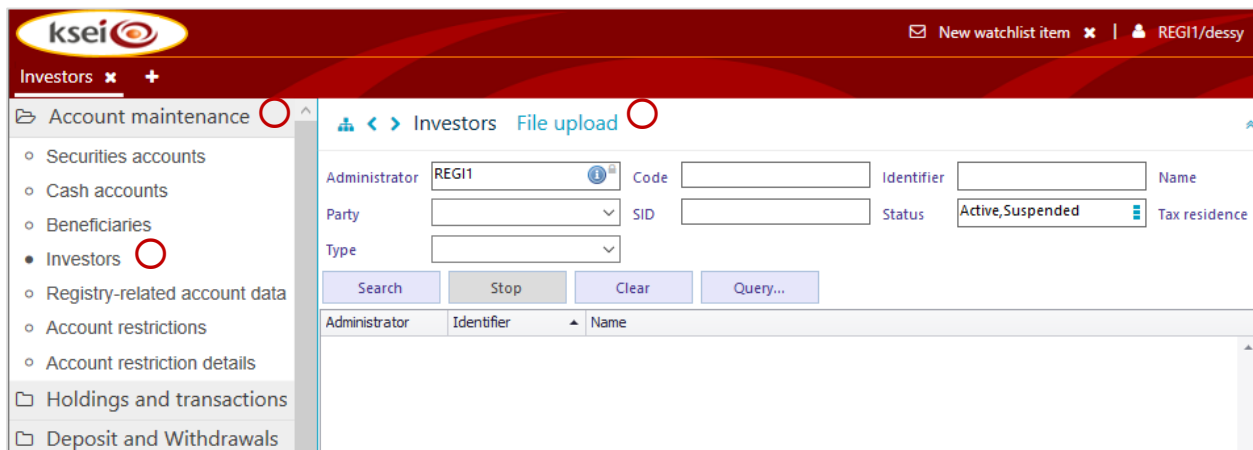 ksei
New watchlist item ✖ | REGI1/dessy
Investors ✖ +
Account maintenance
Securities accounts
Cash accounts
Beneficiaries
Investors
Registry-related account data
Account restrictions
Account restriction details
Holdings and transactions
Deposit and Withdrawals
Investors File upload
Administrator REGI1 Code Identifier Name
Party SID Status Active,Suspended Tax residence
Type
Search Stop Clear Query...
Administrator Identifier Name